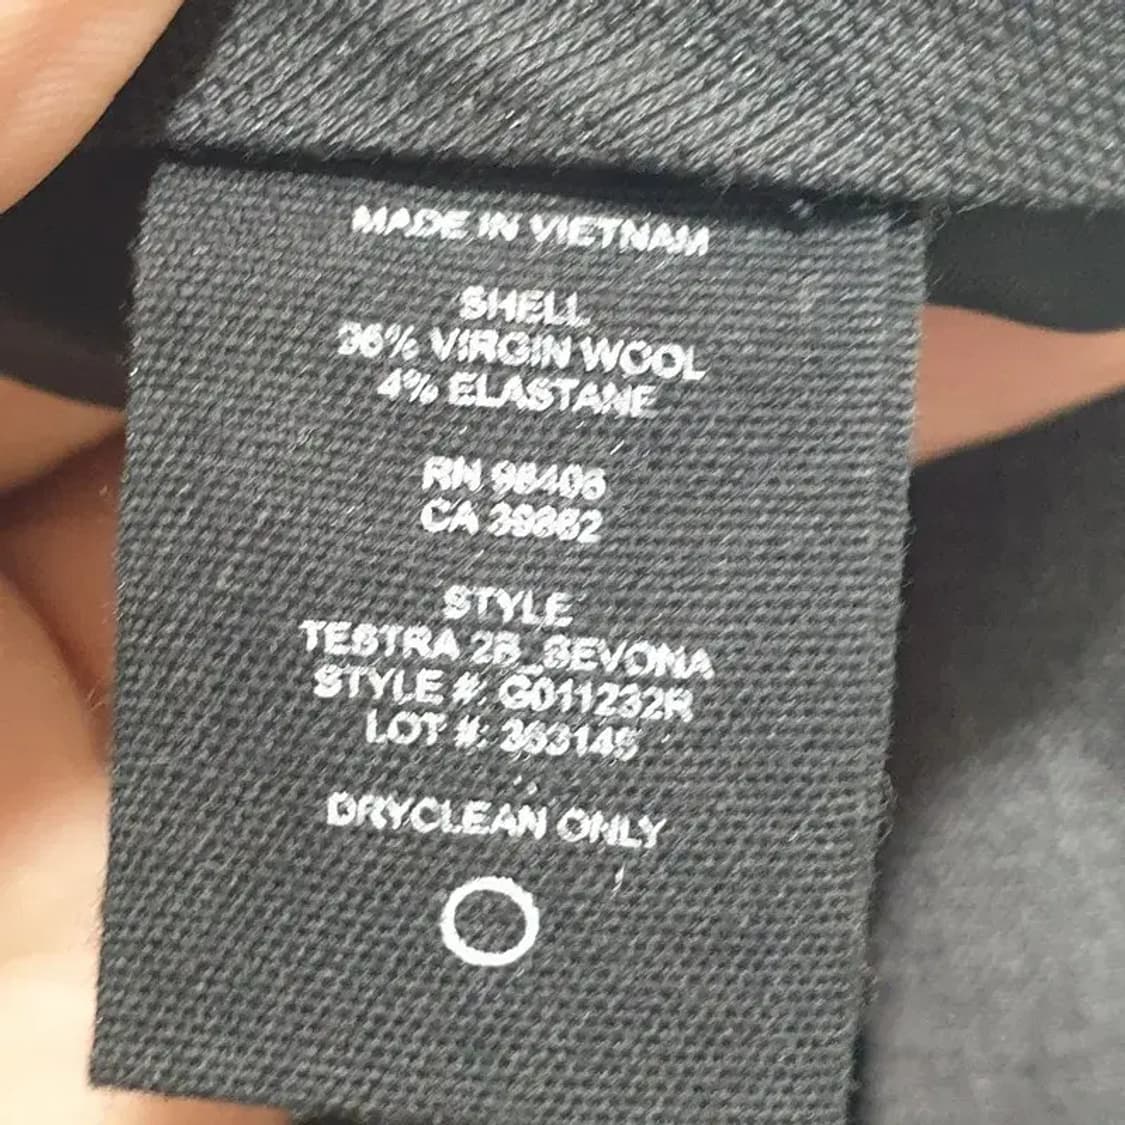 MADE IN VIETNAM
SHELL
96% VIRGIN WOOL
4% ELASTANE
RN 98406
CA 39862
STYLE
TESTRA 2B_SEVONA
STYLE #: G011232R
LOT #: 363145
DRYCLEAN ONLY